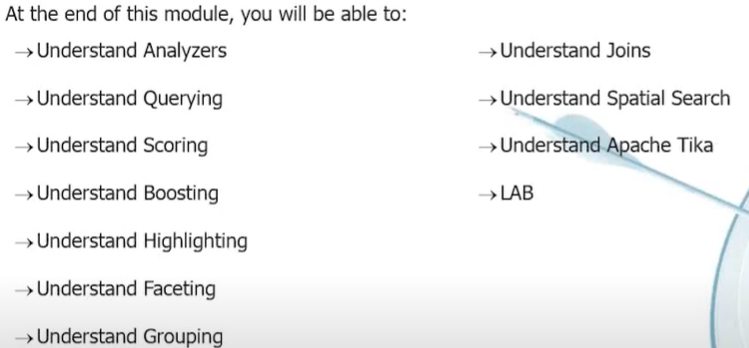 At the end of this module, you will be able to:
→Understand Analyzers
→Understand Querying
→Understand Scoring
→Understand Boosting
→Understand Highlighting
→Understand Faceting
→Understand Grouping
→Understand Joins
→Understand Spatial Search
→Understand Apache Tika
→LAB